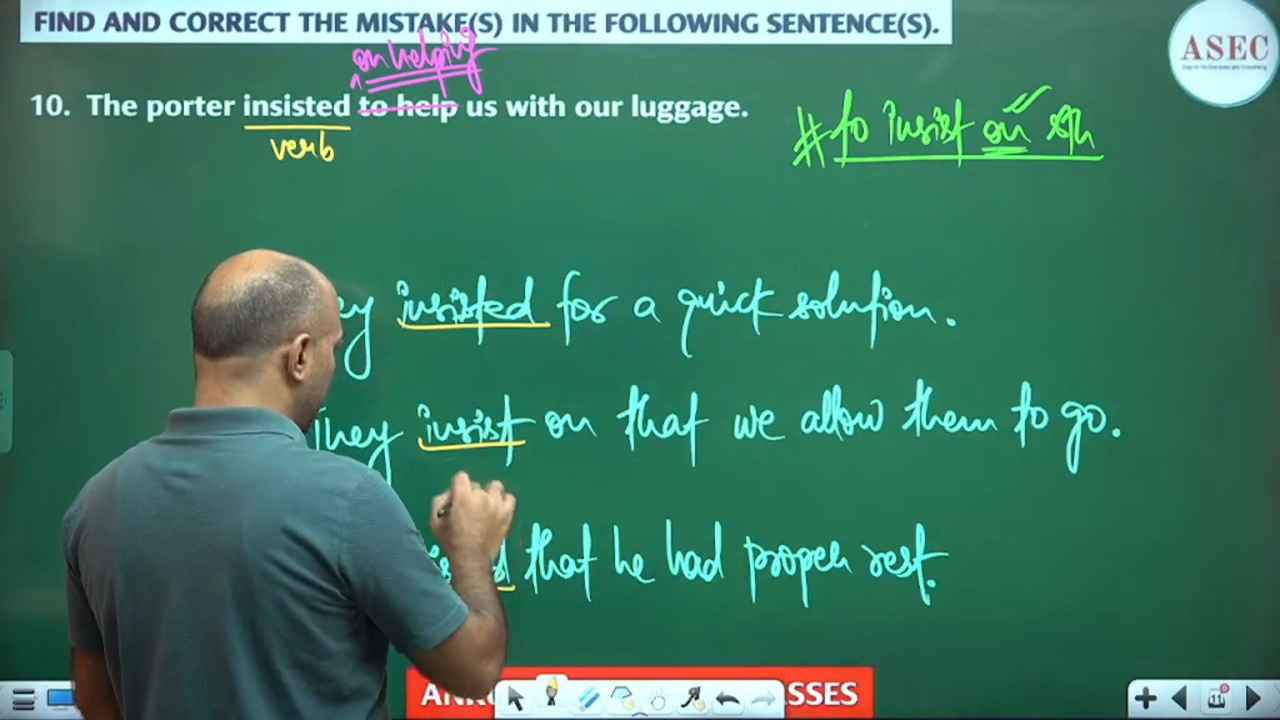 FIND AND CORRECT THE MISTAKE(S) IN THE FOLLOWING SENTENCE(S).
ASEC
on helping
10. The porter insisted to help us with our luggage.
verb
# to insist on sth
ey insisted for a quick solution.
They insist on that we allow them to go.
that he had proper rest.
SSES